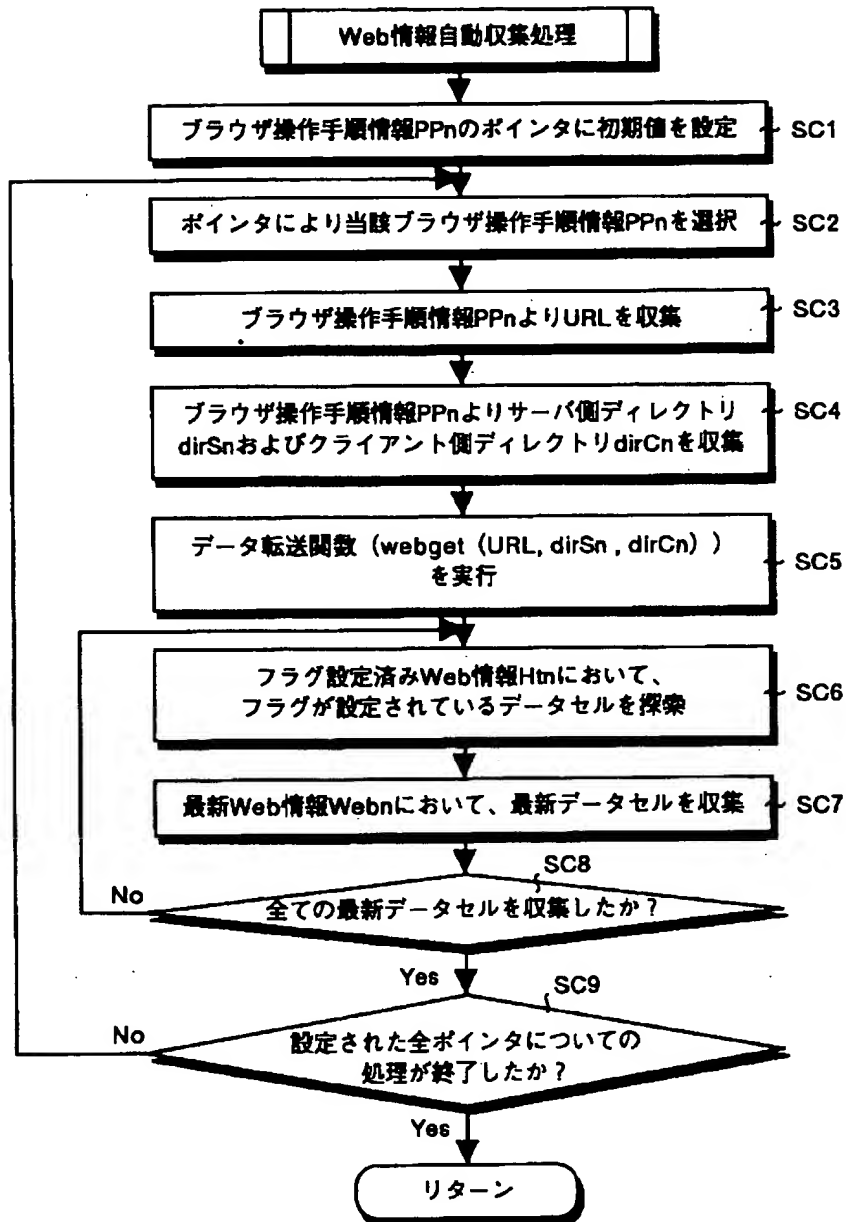 Web情報自動収集処理
ブラウザ操作手順情報PPnのポインタに初期値を設定
SC1
ポインタにより当該ブラウザ操作手順情報PPnを選択
SC2
ブラウザ操作手順情報PPnよりURLを収集
SC3
ブラウザ操作手順情報PPnよりサーバ側ディレクトリ
dirSnおよびクライアント側ディレクトリdirCnを収集
SC4
データ転送関数（webget（URL, dirSn , dirCn））
を実行
SC5
フラグ設定済みWeb情報Htnにおいて、
フラグが設定されているデータセルを探索
SC6
最新Web情報Webnにおいて、最新データセルを収集
SC7
SC8
No
全ての最新データセルを収集したか？
Yes
SC9
No
設定された全ポインタについての
処理が終了したか？
Yes
リターン